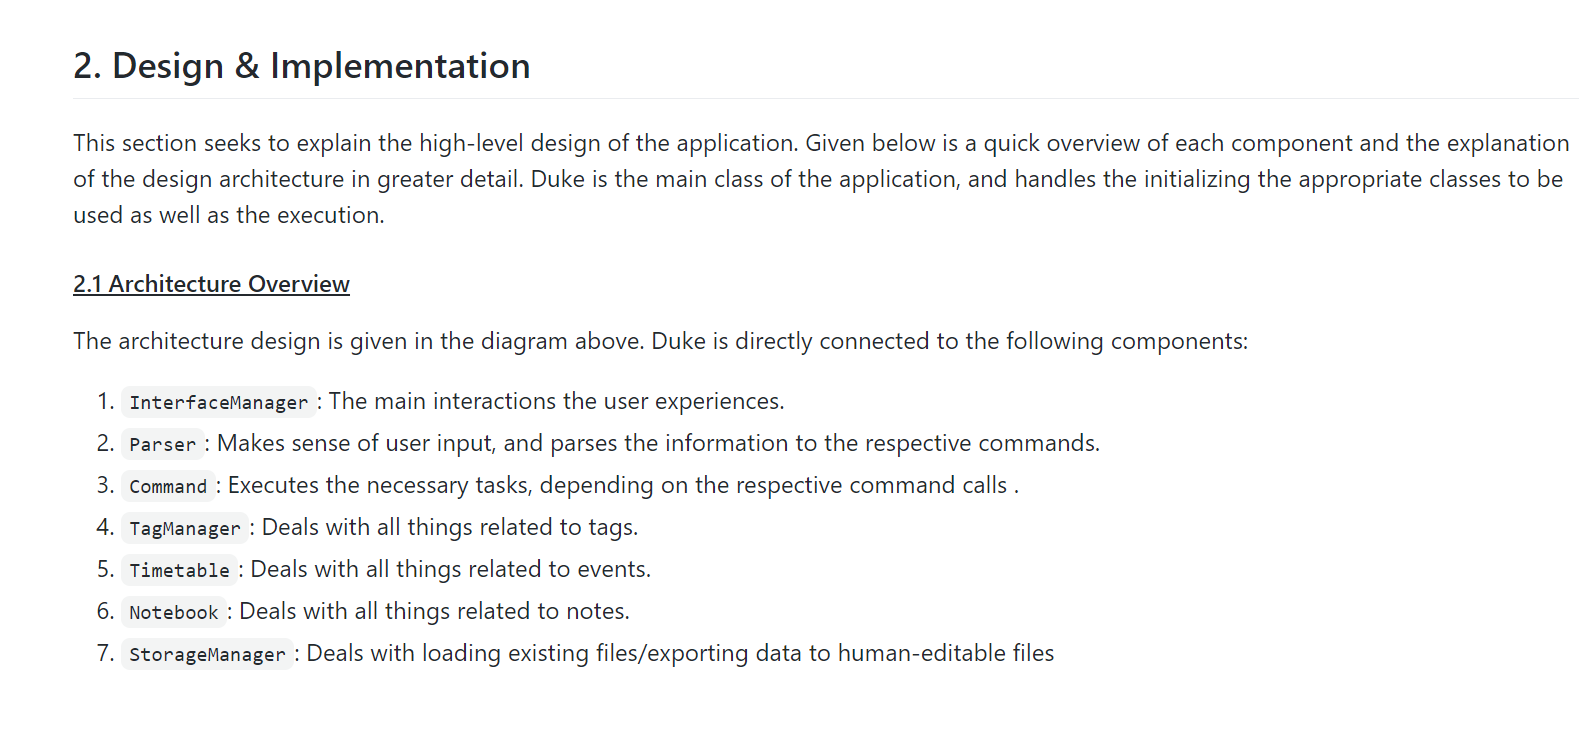 2. Design & Implementation
This section seeks to explain the high-level design of the application. Given below is a quick overview of each component and the explanation
of the design architecture in greater detail. Duke is the main class of the application, and handles the initializing the appropriate classes to be
used as well as the execution.
2.1 Architecture Overview
The architecture design is given in the diagram above. Duke is directly connected to the following components:
1. InterfaceManager : The main interactions the user experiences.
2. Parser : Makes sense of user input, and parses the information to the respective commands.
3. Command : Executes the necessary tasks, depending on the respective command calls .
4. TagManager : Deals with all things related to tags.
5. Timetable : Deals with all things related to events.
6. Notebook : Deals with all things related to notes.
7. StorageManager : Deals with loading existing files/exporting data to human-editable files